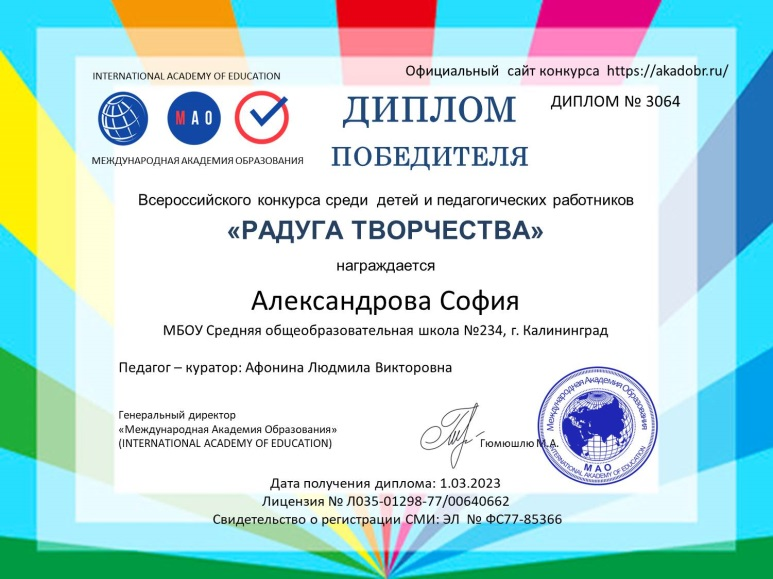 INTERNATIONAL ACADEMY OF EDUCATION
Официальный сайт конкурса https://akadobr.ru/
МАО
ДИПЛОМ
ДИПЛОМ № 3064
МЕЖДУНАРОДНАЯ АКАДЕМИЯ ОБРАЗОВАНИЯ
ПОБЕДИТЕЛЯ
Всероссийского конкурса среди детей и педагогических работников
«РАДУГА ТВОРЧЕСТВА»
награждается
Александрова София
МБОУ Средняя общеобразовательная школа №234, г. Калининград
Педагог – куратор: Афонина Людмила Викторовна
Генеральный директор
«Международная Академия Образования»
(INTERNATIONAL ACADEMY OF EDUCATION)
Гюмюшлю М.А.
Международная Академия Образования
МАО
INTERNATIONAL ACADEMY OF EDUCATION
Дата получения диплома: 1.03.2023
Лицензия № Л035-01298-77/00640662
Свидетельство о регистрации СМИ: ЭЛ № ФС77-85366